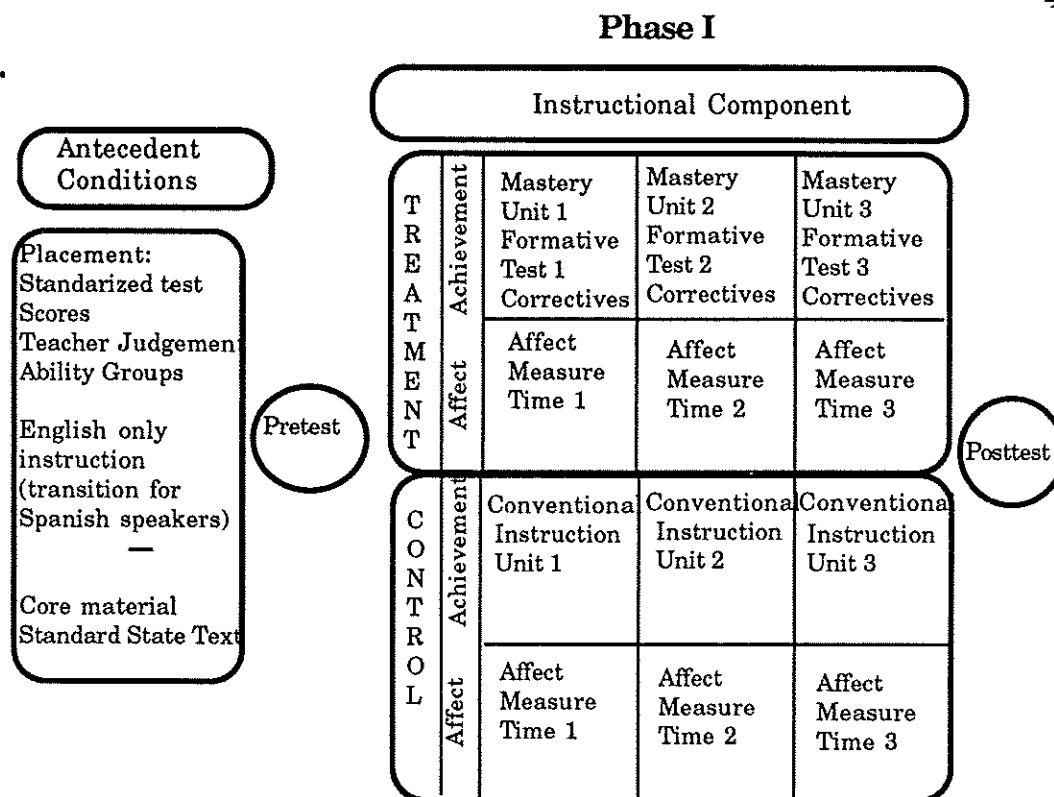 Phase I
Instructional Component
Antecedent
Conditions
Placement:
Standarized test
Scores
Teacher Judgement
Ability Groups
English only
instruction
(transition for
Spanish speakers)
—
Core material
Standard State Text
Pretest
TREATMENT
Achievement
Mastery
Unit 1
Formative
Test 1
Correctives
Mastery
Unit 2
Formative
Test 2
Correctives
Mastery
Unit 3
Formative
Test 3
Correctives
Affect
Affect
Measure
Time 1
Affect
Measure
Time 2
Affect
Measure
Time 3
CONTROL
Achievement
Conventiona
Instruction
Unit 1
Conventiona
Instruction
Unit 2
Conventiona
Instruction
Unit 3
Affect
Affect
Measure
Time 1
Affect
Measure
Time 2
Affect
Measure
Time 3
Posttest